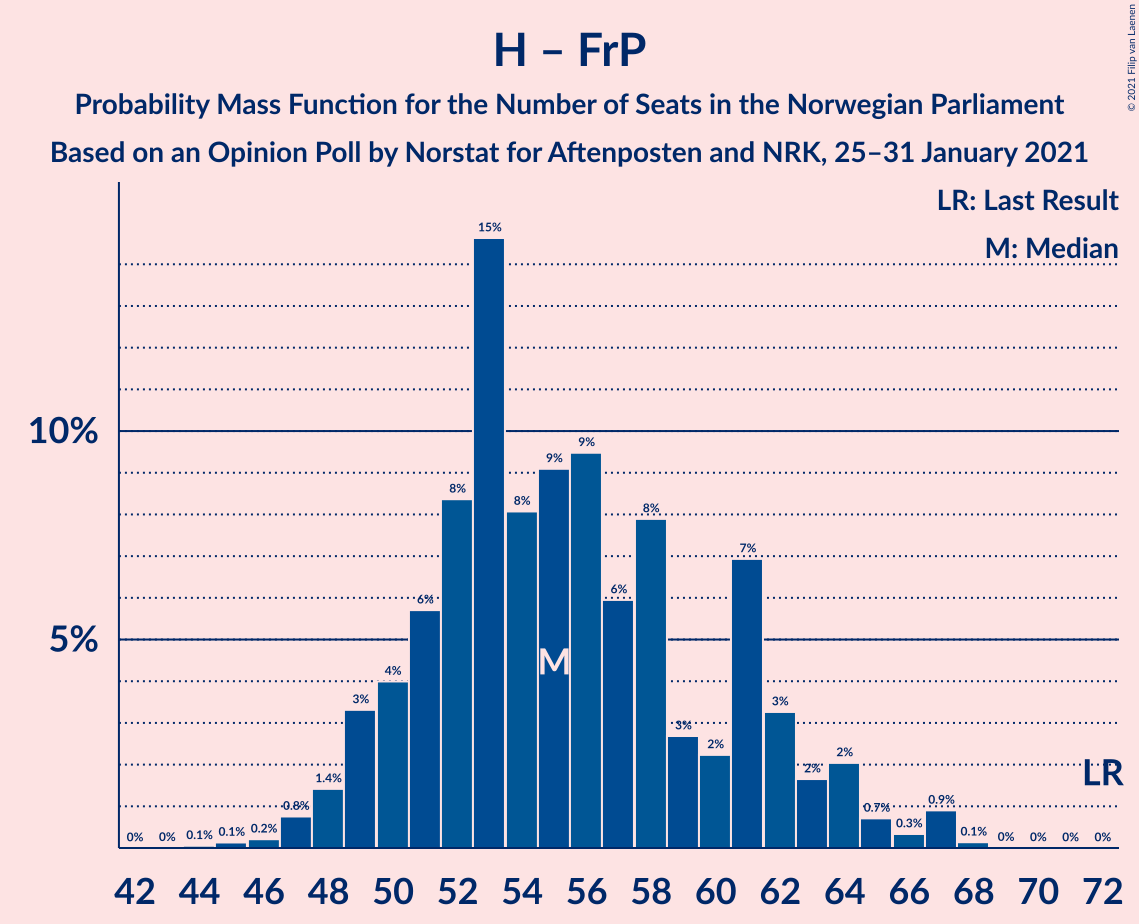 H – FrP
Probability Mass Function for the Number of Seats in the Norwegian Parliament
Based on an Opinion Poll by Norstat for Aftenposten and NRK, 25–31 January 2021
© 2021 Filip van Laenen
LR: Last Result
M: Median
10%
5%
0% 0% 0.1% 0.1% 0.2% 0.8% 1.4% 3% 4% 6% 8% 15% 8% 9% 9% 6% 8% 3% 2% 7% 3% 2% 2% 0.7% 0.3% 0.9% 0.1% 0% 0% 0% 0%
M
LR
42 44 46 48 50 52 54 56 58 60 62 64 66 68 70 72